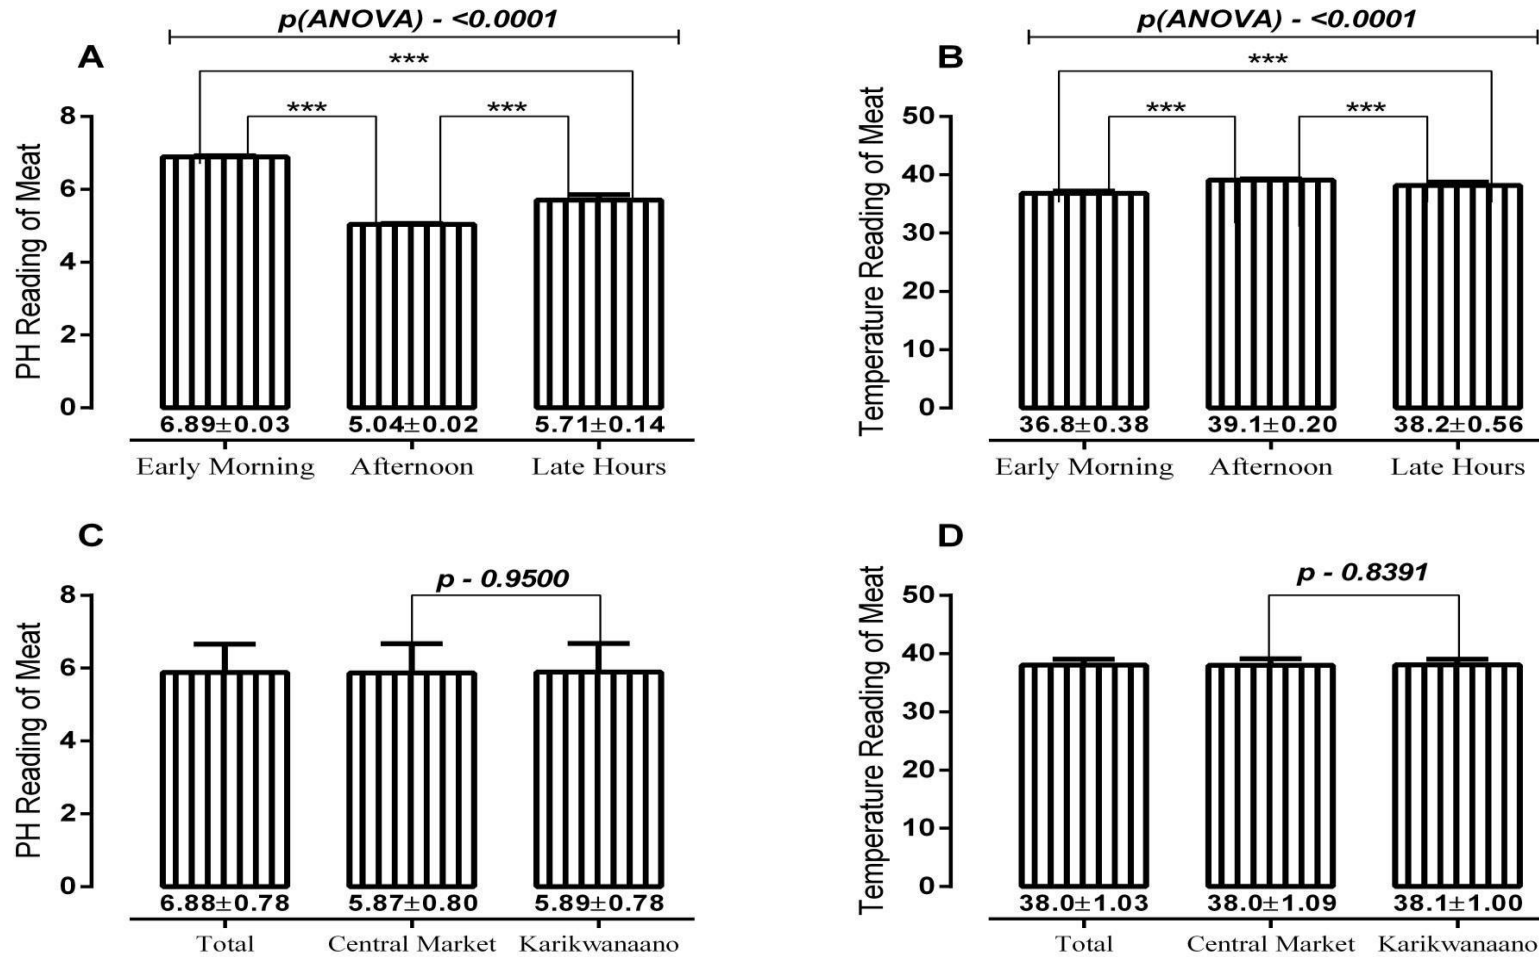 p(ANOVA) - <0.0001
A
***
***
***
PH Reading of Meat
8
6
4
2
0
6.89±0.03
5.04±0.02
5.71±0.14
Early Morning
Afternoon
Late Hours
p(ANOVA) - <0.0001
B
***
***
***
Temperature Reading of Meat
50
40
30
20
10
0
36.8±0.38
39.1±0.20
38.2±0.56
Early Morning
Afternoon
Late Hours
C
p - 0.9500
PH Reading of Meat
8
6
4
2
0
6.88±0.78
5.87±0.80
5.89±0.78
Total
Central Market
Karikwanaano
D
p - 0.8391
Temperature Reading of Meat
50
40
30
20
10
0
38.0±1.03
38.0±1.09
38.1±1.00
Total
Central Market
Karikwanaano